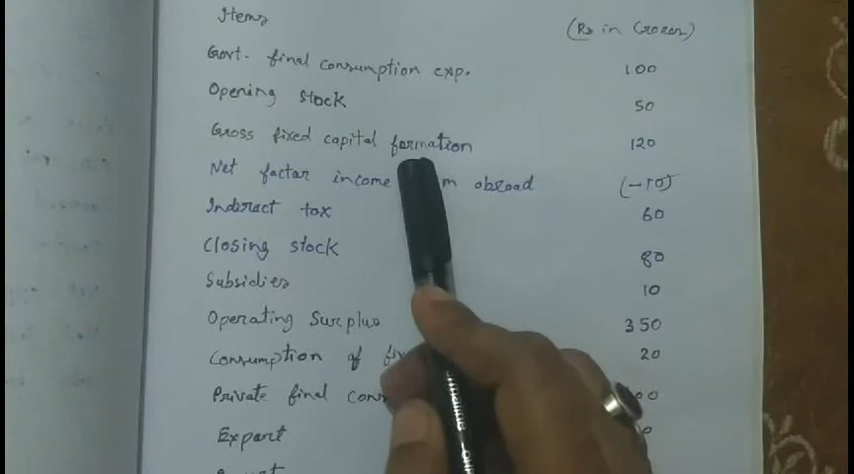 Items (Rs in Crores)
Govt. final consumption exp. 100
Opening stock 50
Gross fixed capital formation 120
Net factor income abroad (-10)
Indirect tax 60
Closing stock 80
Subsidies 10
Operating Surplus 350
Consumption of 20
Private final
Export